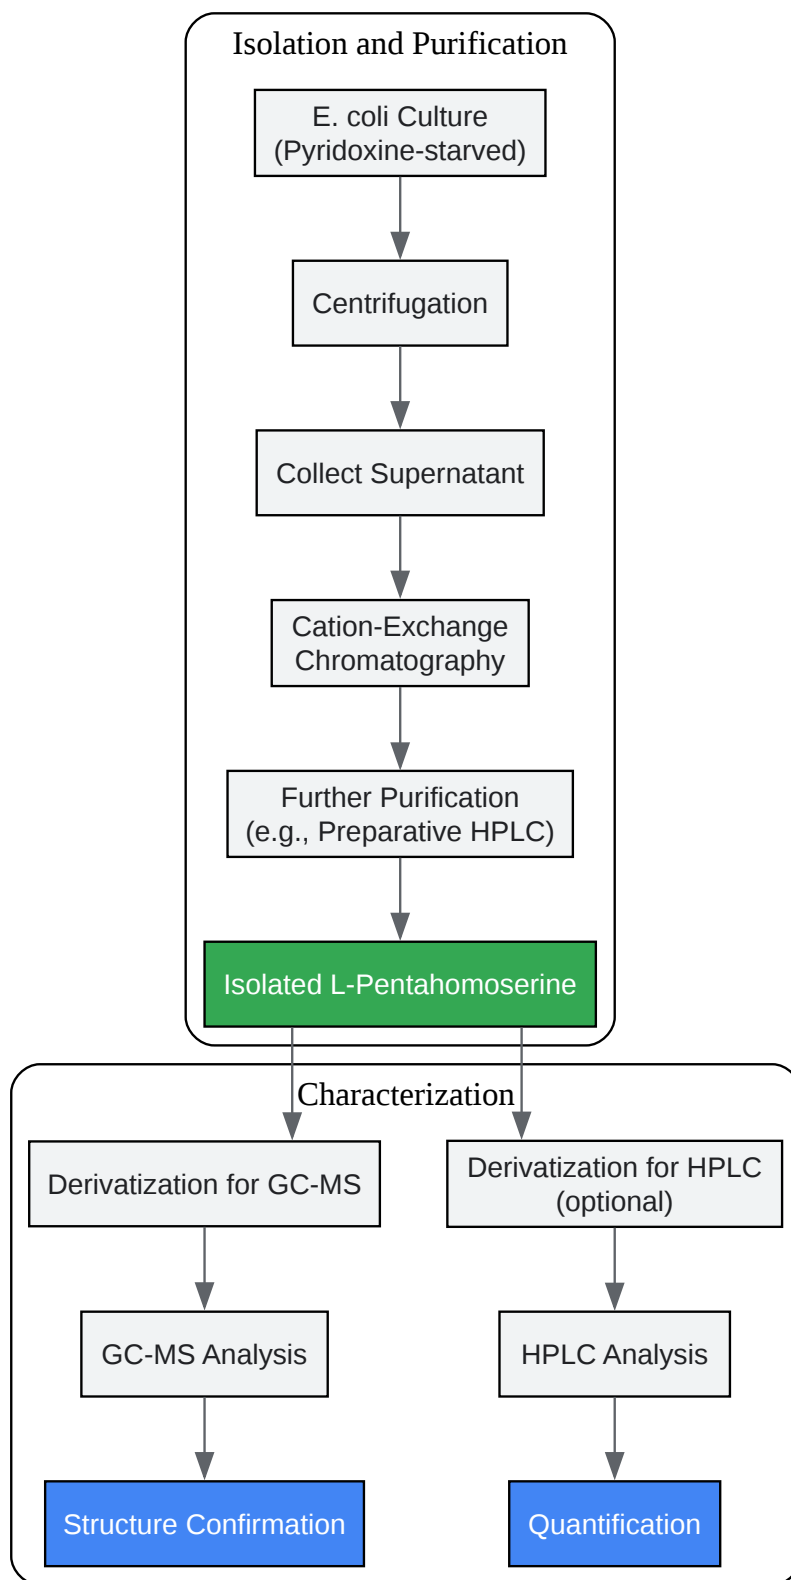 Isolation and Purification
E. coli Culture
(Pyridoxine-starved)
Centrifugation
Collect Supernatant
Cation-Exchange
Chromatography
Further Purification
(e.g., Preparative HPLC)
Isolated L-Pentahomoserine
Characterization
Derivatization for GC-MS
Derivatization for HPLC
(optional)
GC-MS Analysis
HPLC Analysis
Structure Confirmation
Quantification